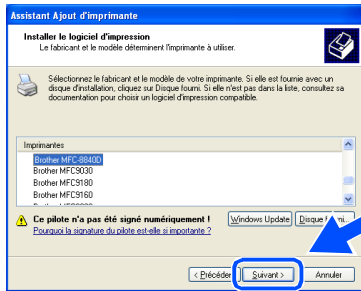 Assistant Ajout d'imprimante
Installer le logiciel d'impression
Le fabricant et le modèle déterminent l'imprimante à utiliser.
Sélectionnez le fabricant et le modèle de votre imprimante. Si elle est fournie avec un
disque d'installation, cliquez sur Disque fourni. Si elle n'est pas dans la liste, consultez sa
documentation pour choisir un logiciel d'impression compatible.
Imprimantes
Brother MFC-8840D
Brother MFC9030
Brother MFC9180
Brother MFC9160
Ce pilote n'a pas été signé numériquement !
Pourquoi la signature du pilote est-elle si importante ?
Windows Update
Disque
< Précéden
Suivant >
Annuler